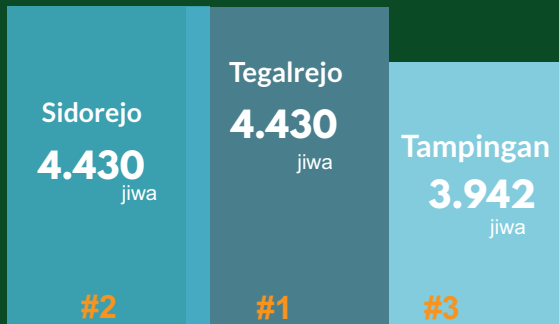 Sidorejo
4.430
jiwa
#2
Tegalrejo
4.430
jiwa
#1
Tampingan
3.942
jiwa
#3